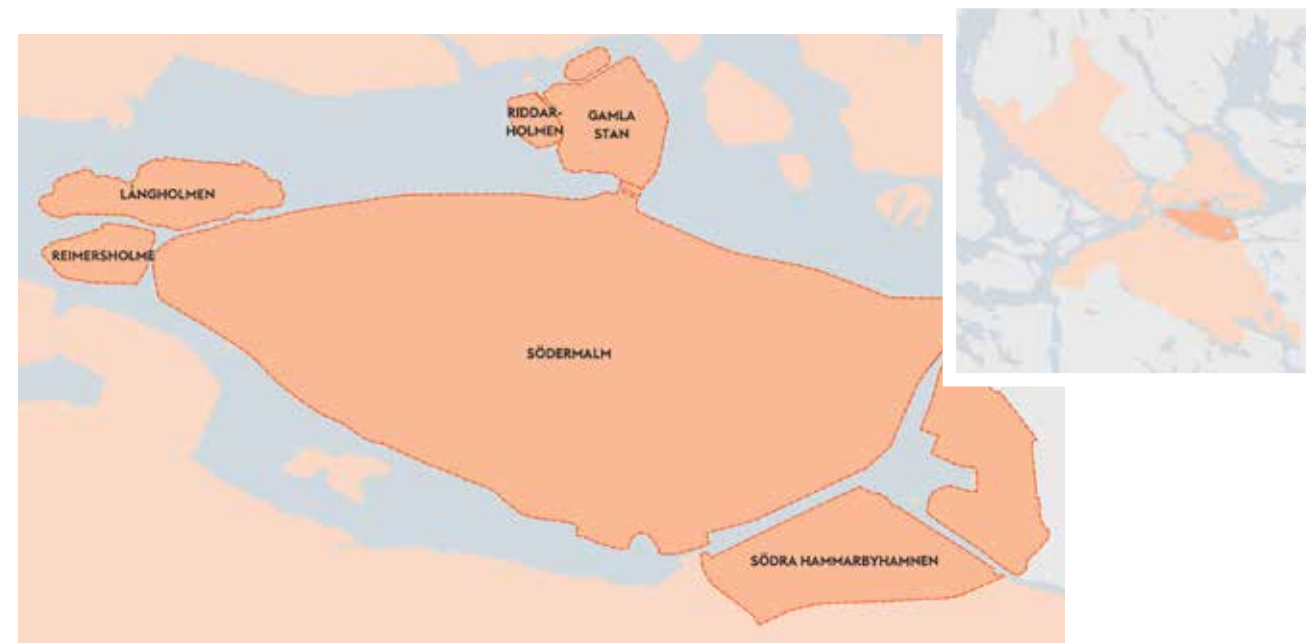 RIDDAR-
HOLMEN
GAMLA
STAN
LÅNGHOLMEN
REIMERSHOLME
SÖDERMALM
SÖDRA HAMMARBYHAMNEN